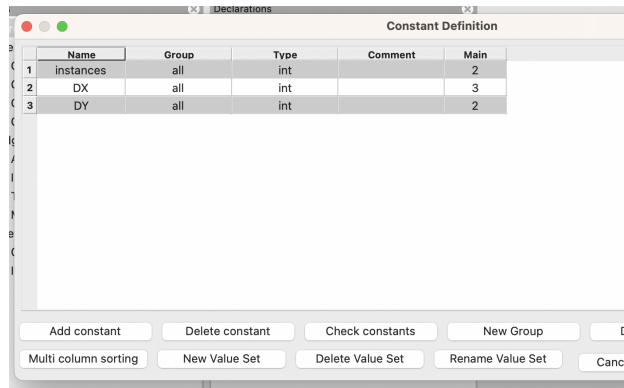 Declarations
Constant Definition
Name Group Type Comment Main
1 instances all int 2
2 DX all int 3
3 DY all int 2
Add constant Delete constant Check constants New Group
Multi column sorting New Value Set Delete Value Set Rename Value Set Canc